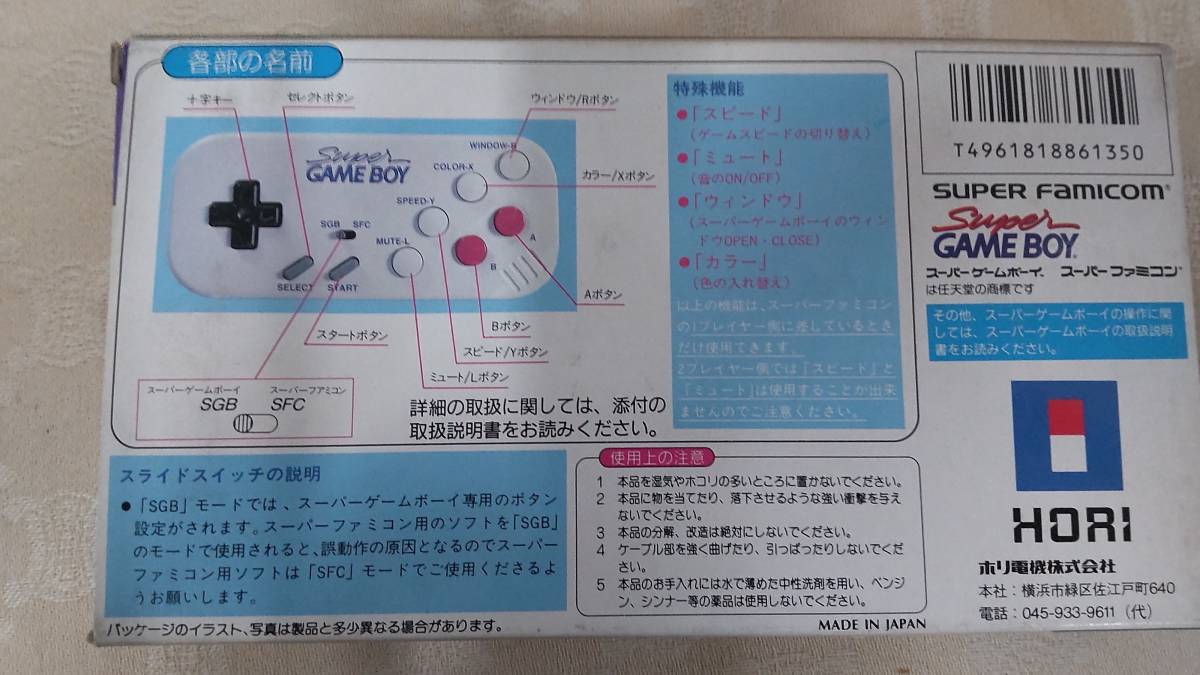 各部の名前
十字キー
セレクトボタン
ウィンドウ/Rボタン
カラー/Xボタン
Aボタン
Bボタン
スピード/Yボタン
ミュート/Lボタン
スタートボタン
Super
GAME BOY
WINDOW-R
COLOR-X
SPEED-Y
MUTE-L
SGB SFC
SELECT
START
A
B
スーパーゲームボーイ スーパーファミコン
SGB SFC
詳細の取扱に関しては、添付の
取扱説明書をお読みください。
特殊機能
●「スピード」
(ゲームスピードの切り替え)
●「ミュート」
(音のON/OFF)
●「ウィンドウ」
(スーパーゲームボーイのウィン
ドウOPEN・CLOSE)
●「カラー」
(色の入れ替え)
以上の機能は、スーパーファミコン
の1プレイヤー側に差しているとき
だけ使用できます。
2プレイヤー側では「スピード」と
「ミュート」は使用することが出来
ませんのでご注意ください。
T4961818861350
SUPER FAMICOM
Super
GAME BOY
スーパーゲームボーイ. スーパーファミコン
は任天堂の商標です
その他、スーパーゲームボーイの操作に関
しては、スーパーゲームボーイの取扱説明
書をお読みください。
HORI
ホリ電機株式会社
本社：横浜市緑区佐江戸町640
電話：045-933-9611（代）
スライドスイッチの説明
●「SGB」モードでは、スーパーゲームボーイ専用のボタン
設定がされます。スーパーファミコン用のソフトを「SGB」
のモードで使用されると、誤動作の原因となるのでスーパー
ファミコン用ソフトは「SFC」モードでご使用くださるよ
うお願いします。
使用上の注意
1 本品を湿気やホコリの多いところに置かないでください。
2 本品に物を当てたり、落下させるような強い衝撃を与え
ないでください。
3 本品の分解、改造は絶対にしないでください。
4 ケーブル部を強く曲げたり、引っぱったりしないでくだ
さい。
5 本品のお手入れには水で薄めた中性洗剤を用い、ベンジ
ン、シンナー等の薬品は使用しないでください。
パッケージのイラスト、写真は製品と多少異なる場合があります。
MADE IN JAPAN